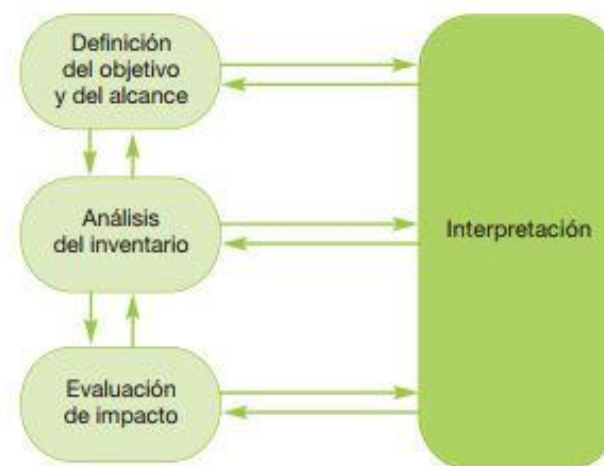 Definición
del objetivo
y del alcance
Análisis
del inventario
Interpretación
Evaluación
de impacto